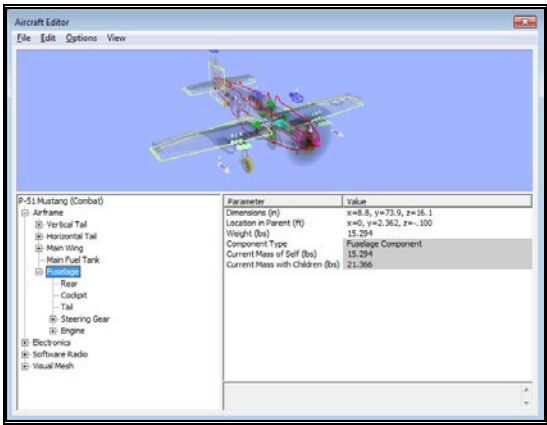 Aircraft Editor
File Edit Options View
P-51 Mustang (Combat)
Airframe
Vertical Tail
Horizontal Tail
Main Wing
Main Fuel Tank
Fuselage
Rear
Cockpit
Tail
Steering Gear
Engine
Electronics
Software Radio
Visual Mesh
Parameter Value
Dimensions (in) x=8.8, y=73.9, z=16.1
Location in Parent (ft) x=0, y=2.362, z=-.100
Weight (lbs) 15.294
Component Type Fuselage Component
Current Mass of Self (lbs) 15.294
Current Mass with Children (lbs) 21.366